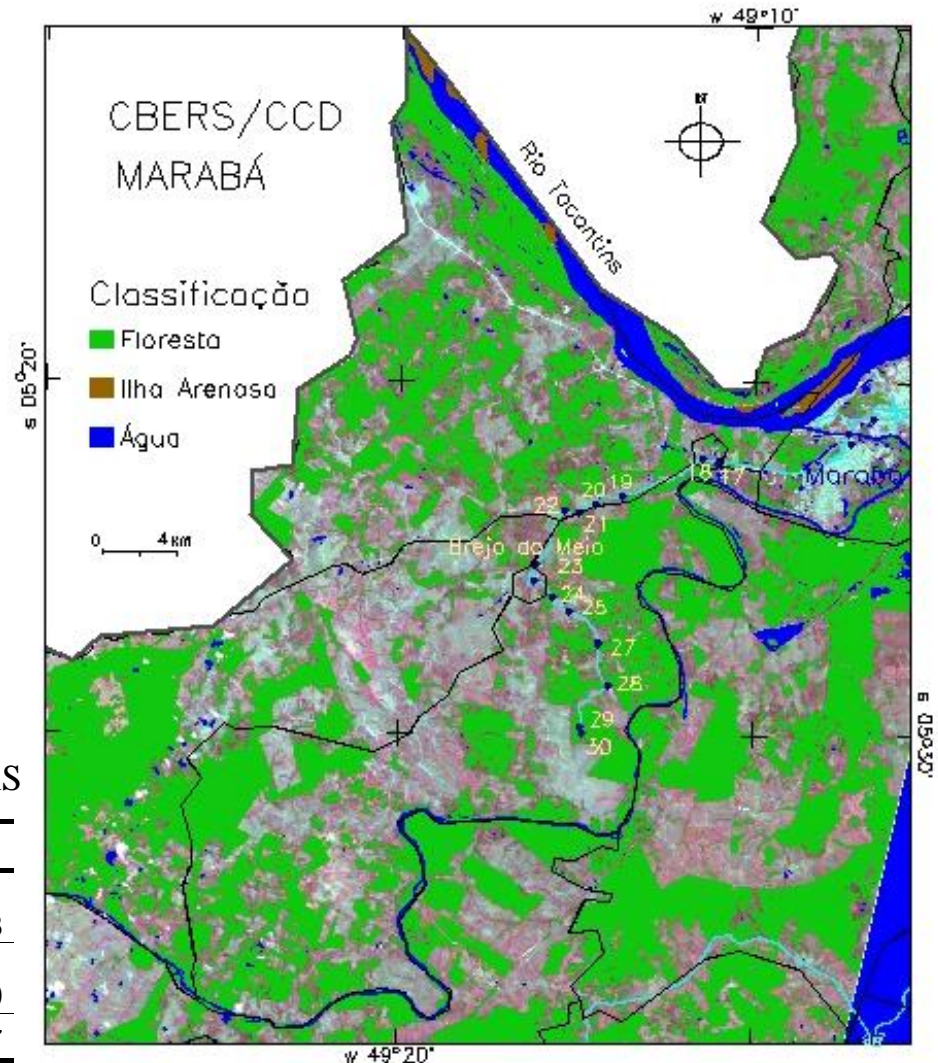 w 49°10'
CBERS/CCD
MARABÁ
N
Rio Tocantins
Classificação
Floresta
Ilha Arenosa
Água
s 05°20'
0 4 KM
18 17
Marabá
19
20
22
21
Brejo do Meio
23
24
25
27
28
29
30
s 05°30'
is
w 49°20'